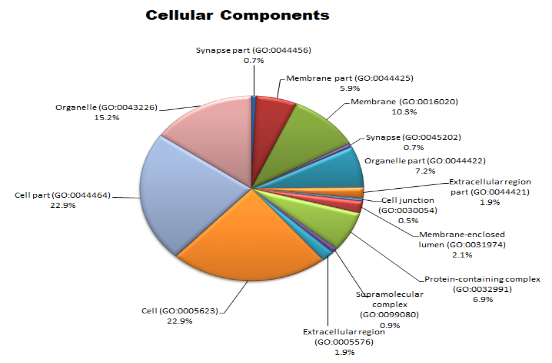 Cellular Components
Synapse part (GO:0044456)
0.7%
Membrane part (GO:0044425)
5.9%
Membrane (GO:0016020)
10.3%
Synapse (GO:0045202)
0.7%
Organelle part (GO:0044422)
7.2%
Extracellular region
part (GO:0044421)
1.9%
Cell junction
(GO:0030054)
0.5%
Membrane-enclosed
lumen (GO:0031974)
2.1%
Protein-containing complex
(GO:0032991)
6.9%
Supramolecular
complex
(GO:0099080)
0.9%
Extracellular region
(GO:0005576)
1.9%
Cell (GO:0005623)
22.9%
Cell part (GO:0044464)
22.9%
Organelle (GO:0043226)
15.2%